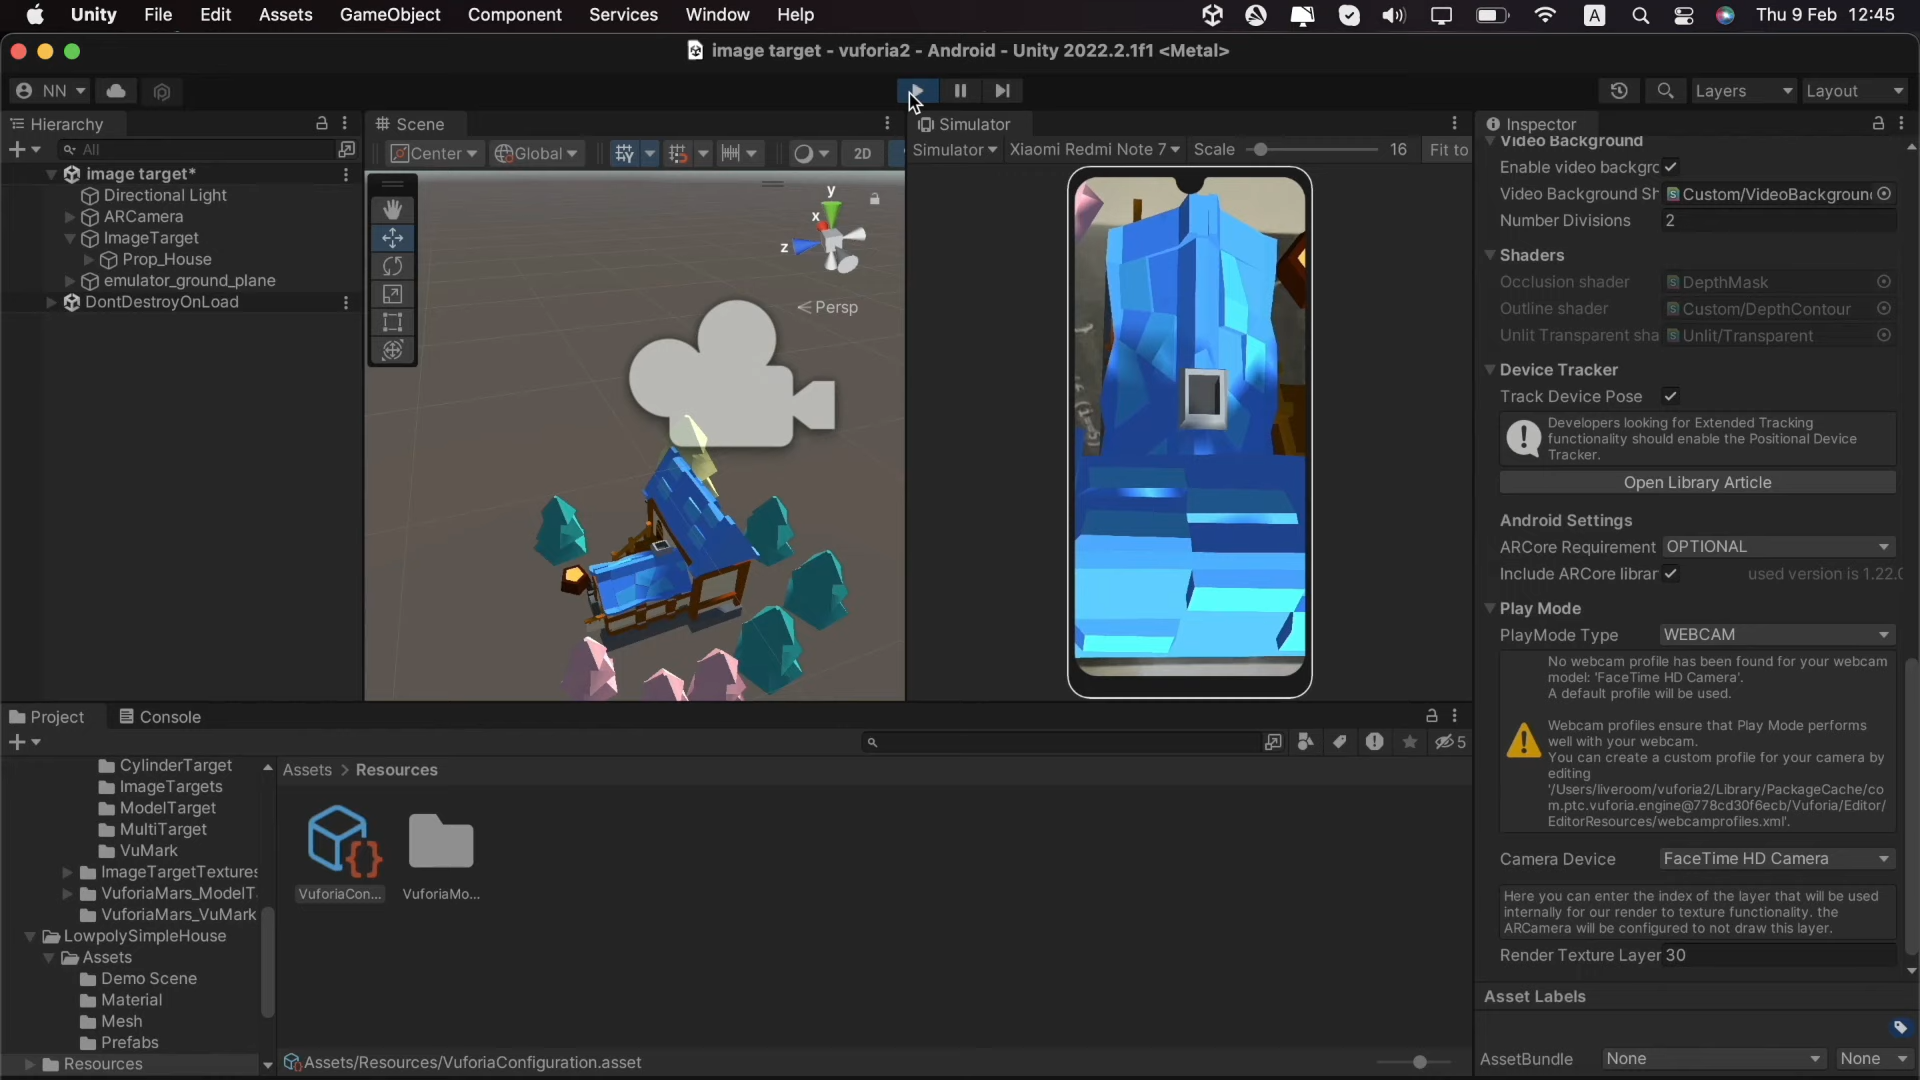 Unity File Edit Assets GameObject Component Services Window Help A Thu 9 Feb 12:45
image target - vuforia2 - Android - Unity 2022.2.1f1 <Metal>
NN Layers Layout
Hierarchy
All
image target*
Directional Light
ARCamera
ImageTarget
Prop_House
emulator_ground_plane
DontDestroyOnLoad
Scene
Center Global 2D
y
x
z
Persp
Simulator
Simulator Xiaomi Redmi Note 7 Scale 16 Fit to
Inspector
Video Background
Enable video backgrc
Video Background Sh Custom/VideoBackgroun
Number Divisions 2
Shaders
Occlusion shader DepthMask
Outline shader Custom/DepthContour
Unlit Transparent sha Unlit/Transparent
Device Tracker
Track Device Pose
Developers looking for Extended Tracking
functionality should enable the Positional Device
Tracker.
Open Library Article
Android Settings
ARCore Requirement OPTIONAL
Include ARCore librar used version is 1.22.0
Play Mode
PlayMode Type WEBCAM
No webcam profile has been found for your webcam
model: 'FaceTime HD Camera'.
A default profile will be used.
Webcam profiles ensure that Play Mode performs
well with your webcam.
You can create a custom profile for your camera by
editing
'/Users/liveroom/vuforia2/Library/PackageCache/co
m.ptc.vuforia.engine@778cd30f6ecb/Vuforia/Editor/
EditorResources/webcamprofiles.xml'.
Camera Device FaceTime HD Camera
Here you can enter the index of the layer that will be used
internally for our render to texture functionality. the
ARCamera will be configured to not draw this layer.
Render Texture Layer 30
Asset Labels
AssetBundle None None
Project Console
5
CylinderTarget
ImageTargets
ModelTarget
MultiTarget
VuMark
ImageTargetTextures
VuforiaMars_ModelT
VuforiaMars_VuMark
LowpolySimpleHouse
Assets
Demo Scene
Material
Mesh
Prefabs
Resources
Assets > Resources
VuforiaCon... VuforiaMo...
Assets/Resources/VuforiaConfiguration.asset